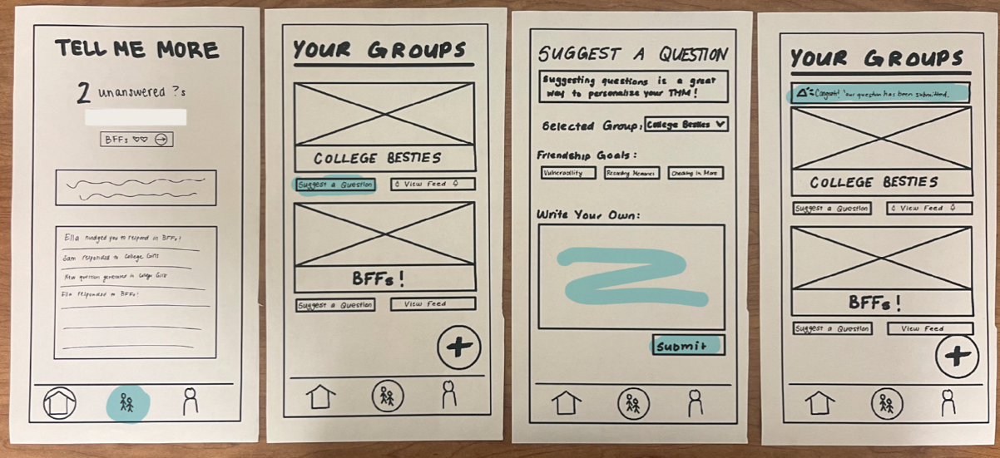 TELL ME MORE
2 unanswered ?s
BFFs ♡♡ →
Ella nudged you to respond in BFFs!
Sam responded to College Girls
New question generated in College Girls
Ella responded to BFFs!
YOUR GROUPS
COLLEGE BESTIES
Suggest a Question
View Feed
BFFs!
Suggest a Question
View Feed
+
SUGGEST A QUESTION
Suggesting questions is a great
way to personalize your TMM!
Selected Group: College Besties
Friendship Goals:
Vulnerability
Recording Memories
Checking in More
Write Your Own:
Submit
YOUR GROUPS
Congrats! Your question has been submitted.
COLLEGE BESTIES
Suggest a Question
View Feed
BFFs!
Suggest a Question
View Feed
+